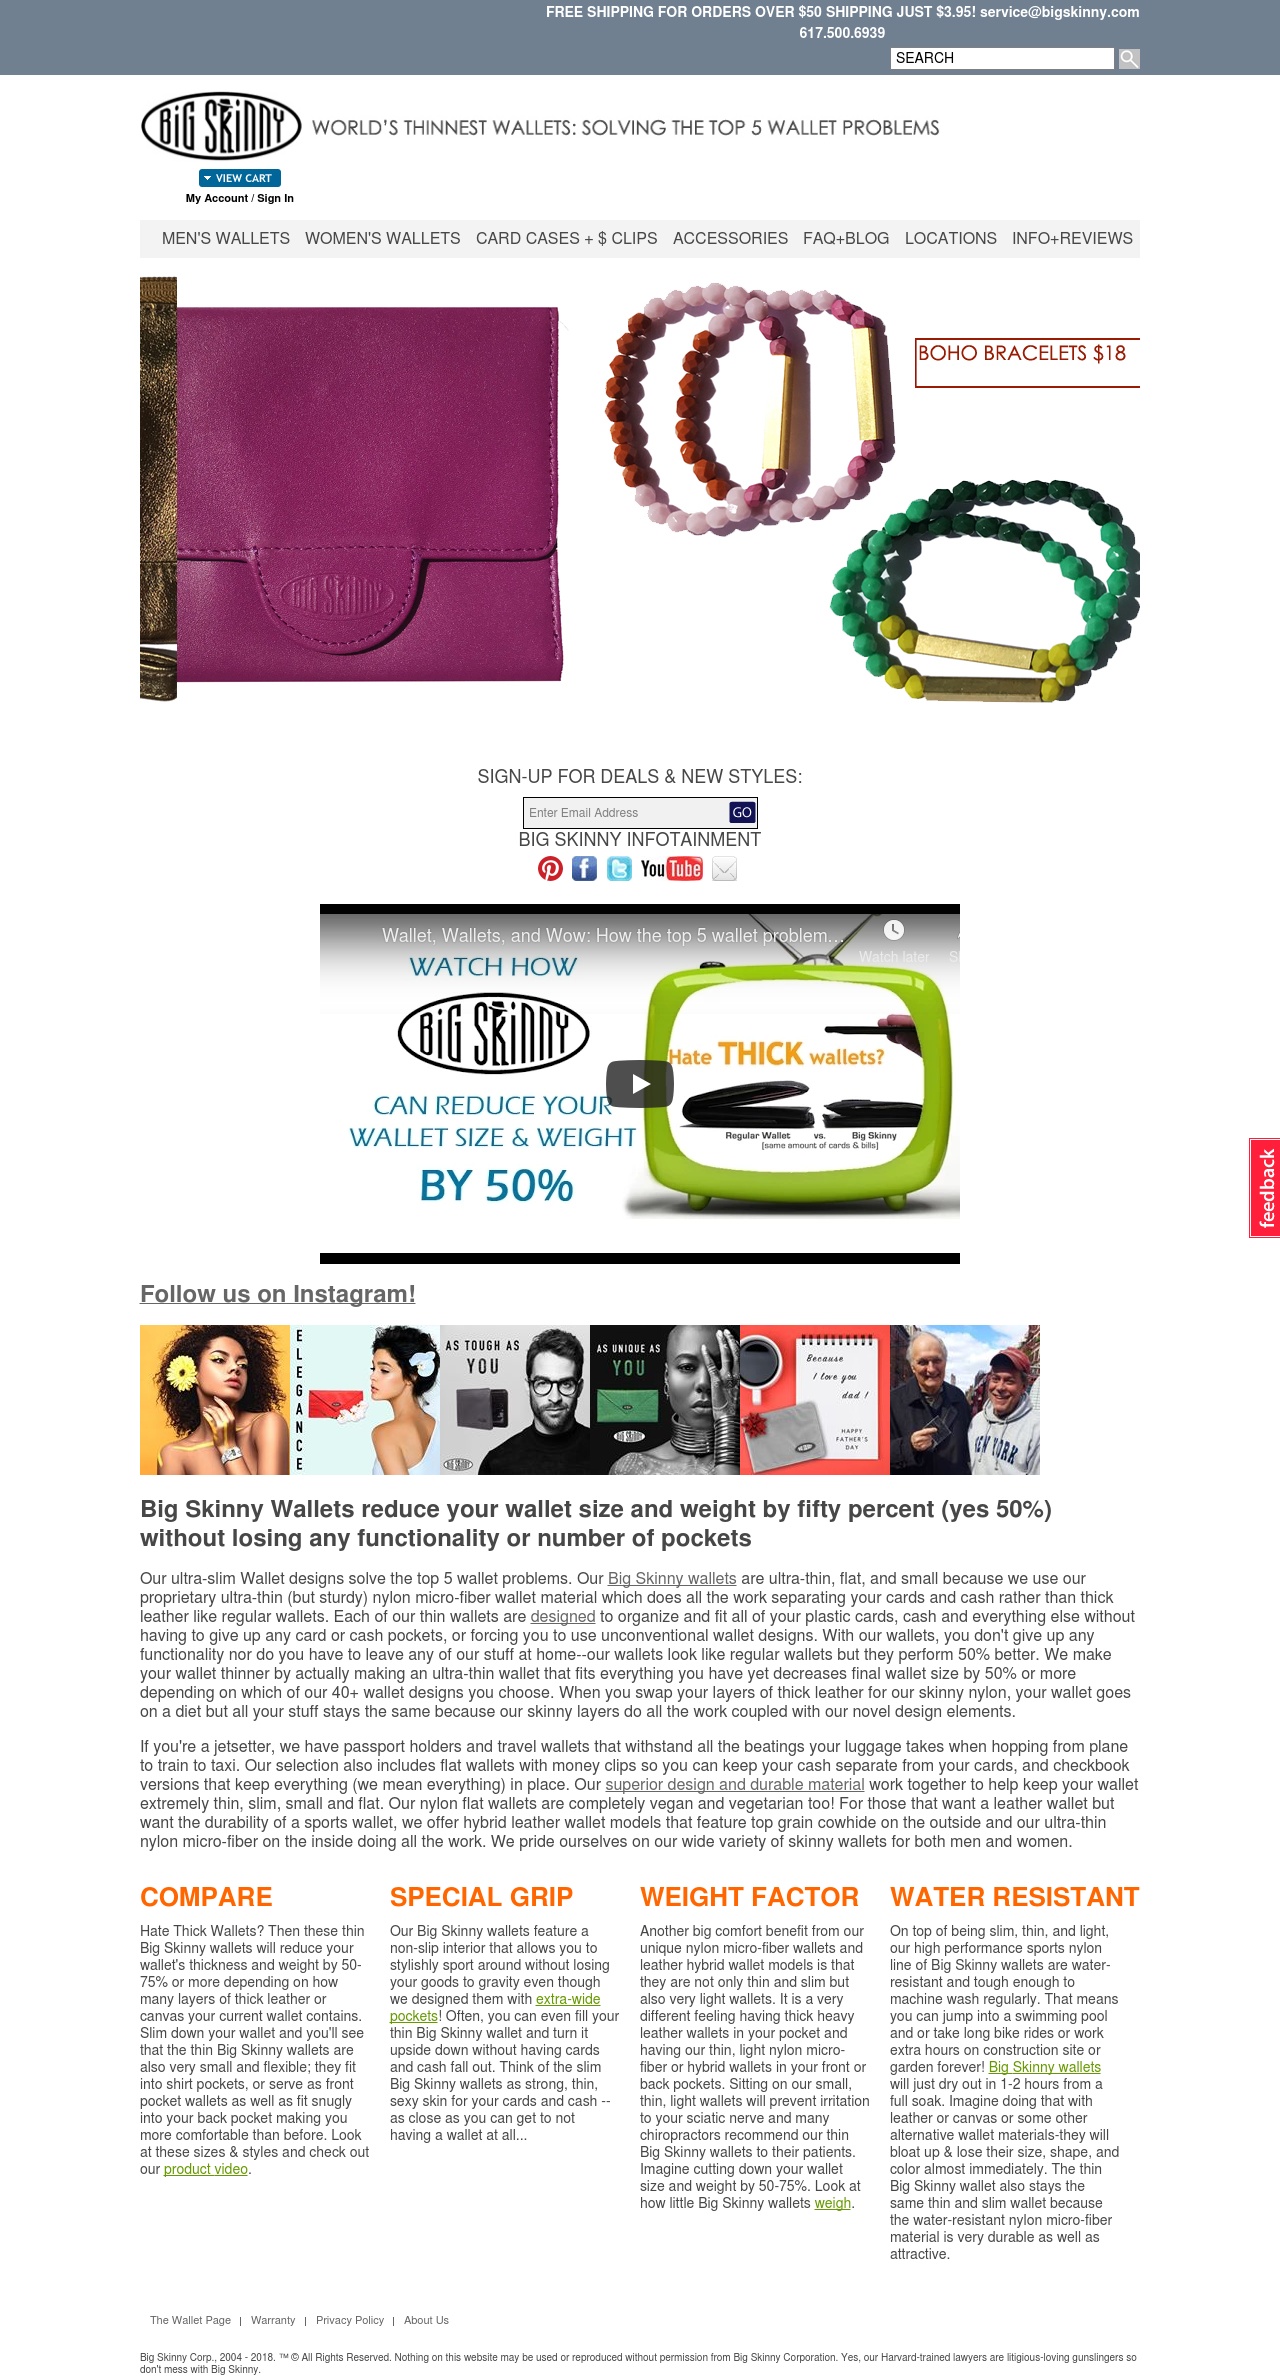 FREE SHIPPING FOR ORDERS OVER $50 SHIPPING JUST $3.95! service@bigskinny.com
617.500.6939
SEARCH
BIG SKINNY
WORLD'S THINNEST WALLETS: SOLVING THE TOP 5 WALLET PROBLEMS
VIEW CART
My Account / Sign In
MEN'S WALLETS WOMEN'S WALLETS CARD CASES + $ CLIPS ACCESSORIES FAQ+BLOG LOCATIONS INFO+REVIEWS
BOHO BRACELETS $18
BIG SKINNY
SIGN-UP FOR DEALS & NEW STYLES:
Enter Email Address GO
BIG SKINNY INFOTAINMENT
You Tube
Wallet, Wallets, and Wow: How the top 5 wallet problem...
Watch later
WATCH HOW
BIG SKINNY
CAN REDUCE YOUR
WALLET SIZE & WEIGHT
BY 50%
Hate THICK wallets?
Regular Wallet vs. Big Skinny
[same amount of cards & bills]
feedback
Follow us on Instagram!
ELEGANCE
AS TOUGH AS
YOU
BIG SKINNY
AS UNIQUE AS
YOU
BIG SKINNY
Because
I love you
dad !
HAPPY
FATHER'S
DAY
NEW YORK
Big Skinny Wallets reduce your wallet size and weight by fifty percent (yes 50%)
without losing any functionality or number of pockets
Our ultra-slim Wallet designs solve the top 5 wallet problems. Our Big Skinny wallets are ultra-thin, flat, and small because we use our
proprietary ultra-thin (but sturdy) nylon micro-fiber wallet material which does all the work separating your cards and cash rather than thick
leather like regular wallets. Each of our thin wallets are designed to organize and fit all of your plastic cards, cash and everything else without
having to give up any card or cash pockets, or forcing you to use unconventional wallet designs. With our wallets, you don't give up any
functionality nor do you have to leave any of our stuff at home--our wallets look like regular wallets but they perform 50% better. We make
your wallet thinner by actually making an ultra-thin wallet that fits everything you have yet decreases final wallet size by 50% or more
depending on which of our 40+ wallet designs you choose. When you swap your layers of thick leather for our skinny nylon, your wallet goes
on a diet but all your stuff stays the same because our skinny layers do all the work coupled with our novel design elements.
If you're a jetsetter, we have passport holders and travel wallets that withstand all the beatings your luggage takes when hopping from plane
to train to taxi. Our selection also includes flat wallets with money clips so you can keep your cash separate from your cards, and checkbook
versions that keep everything (we mean everything) in place. Our superior design and durable material work together to help keep your wallet
extremely thin, slim, small and flat. Our nylon flat wallets are completely vegan and vegetarian too! For those that want a leather wallet but
want the durability of a sports wallet, we offer hybrid leather wallet models that feature top grain cowhide on the outside and our ultra-thin
nylon micro-fiber on the inside doing all the work. We pride ourselves on our wide variety of skinny wallets for both men and women.
COMPARE
Hate Thick Wallets? Then these thin
Big Skinny wallets will reduce your
wallet's thickness and weight by 50-
75% or more depending on how
many layers of thick leather or
canvas your current wallet contains.
Slim down your wallet and you'll see
that the thin Big Skinny wallets are
also very small and flexible; they fit
into shirt pockets, or serve as front
pocket wallets as well as fit snugly
into your back pocket making you
more comfortable than before. Look
at these sizes & styles and check out
our product video.
SPECIAL GRIP
Our Big Skinny wallets feature a
non-slip interior that allows you to
stylishly sport around without losing
your goods to gravity even though
we designed them with extra-wide
pockets! Often, you can even fill your
thin Big Skinny wallet and turn it
upside down without having cards
and cash fall out. Think of the slim
Big Skinny wallets as strong, thin,
sexy skin for your cards and cash --
as close as you can get to not
having a wallet at all...
WEIGHT FACTOR
Another big comfort benefit from our
unique nylon micro-fiber wallets and
leather hybrid wallet models is that
they are not only thin and slim but
also very light wallets. It is a very
different feeling having thick heavy
leather wallets in your pocket and
having our thin, light nylon micro-
fiber or hybrid wallets in your front or
back pockets. Sitting on our small,
thin, light wallets will prevent irritation
to your sciatic nerve and many
chiropractors recommend our thin
Big Skinny wallets to their patients.
Imagine cutting down your wallet
size and weight by 50-75%. Look at
how little Big Skinny wallets weigh.
WATER RESISTANT
On top of being slim, thin, and light,
our high performance sports nylon
line of Big Skinny wallets are water-
resistant and tough enough to
machine wash regularly. That means
you can jump into a swimming pool
and or take long bike rides or work
extra hours on construction site or
garden forever! Big Skinny wallets
will just dry out in 1-2 hours from a
full soak. Imagine doing that with
leather or canvas or some other
alternative wallet materials-they will
bloat up & lose their size, shape, and
color almost immediately. The thin
Big Skinny wallet also stays the
same thin and slim wallet because
the water-resistant nylon micro-fiber
material is very durable as well as
attractive.
The Wallet Page | Warranty | Privacy Policy | About Us
Big Skinny Corp., 2004 - 2018. ™ © All Rights Reserved. Nothing on this website may be used or reproduced without permission from Big Skinny Corporation. Yes, our Harvard-trained lawyers are litigious-loving gunslingers so
don't mess with Big Skinny.